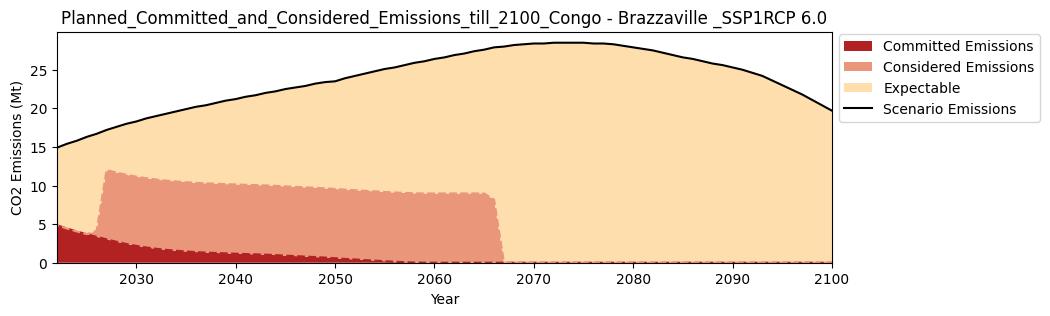 Planned_Committed_and_Considered_Emissions_till_2100_Congo - Brazzaville _SSP1RCP 6.0
Committed Emissions
Considered Emissions
Expectable
Scenario Emissions
CO2 Emissions (Mt)
25
20
15
10
5
0
2030
2040
2050
2060
2070
2080
2090
2100
Year